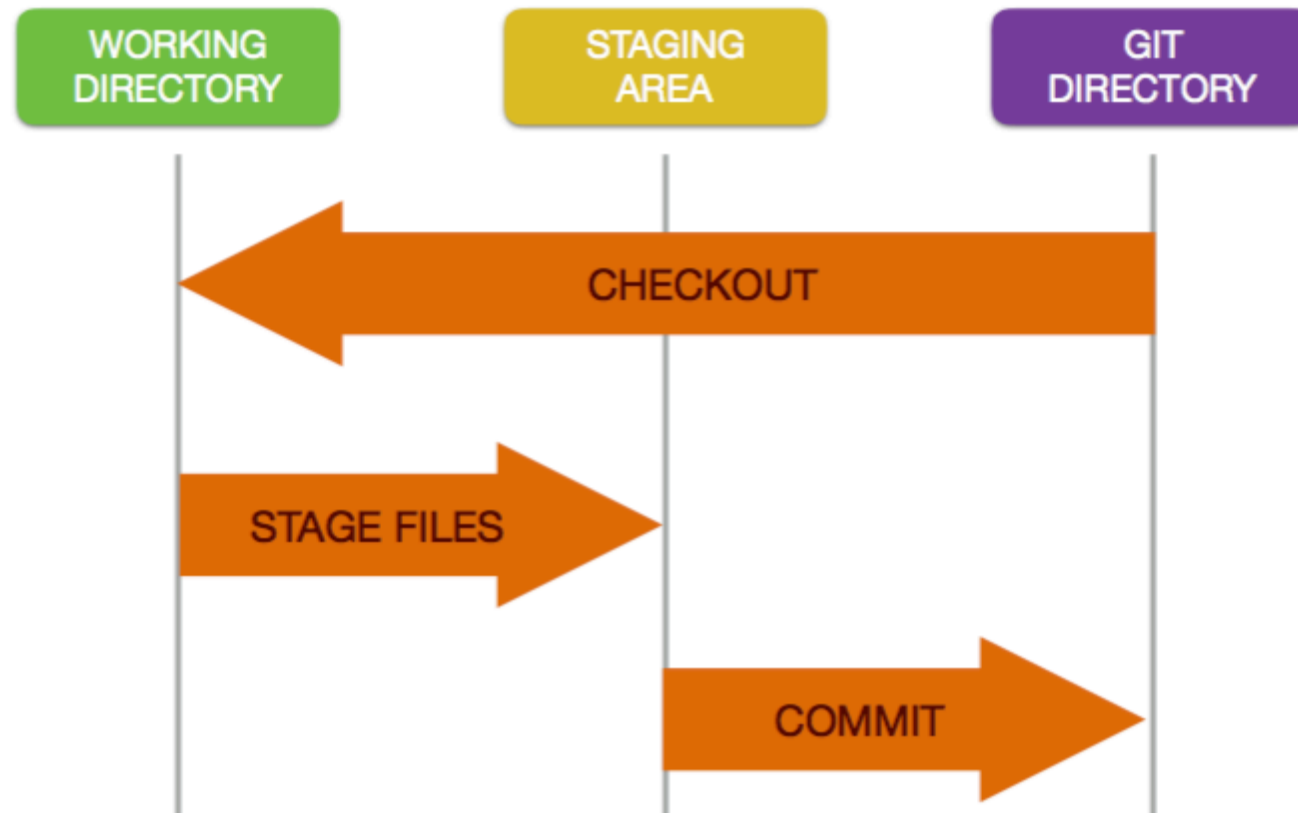 WORKING
DIRECTORY
STAGING
AREA
GIT
DIRECTORY
CHECKOUT
STAGE FILES
COMMIT